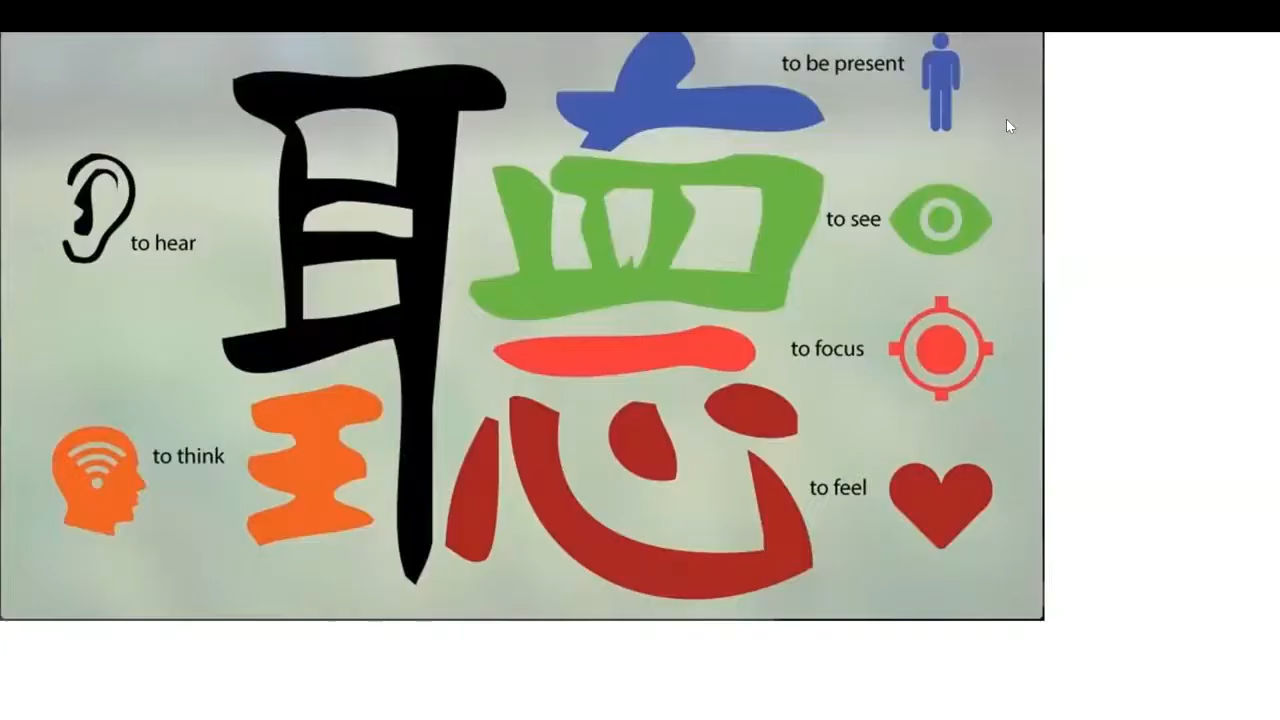 聽
to be present
to hear
to see
to focus
to think
to feel